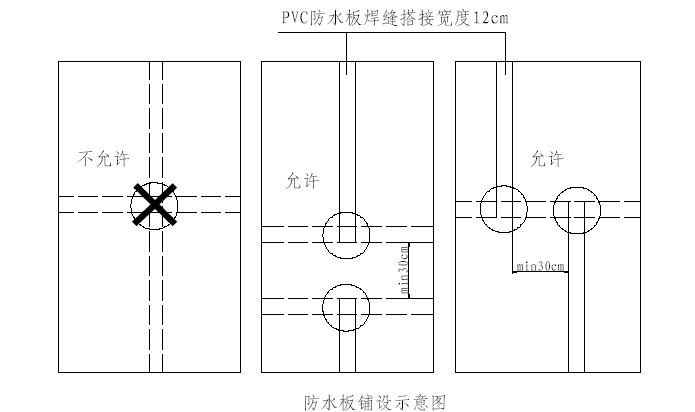 PVC防水板焊缝搭接宽度12cm
不允许
允许
允许
min30cm
min30cm
防水板铺设示意图